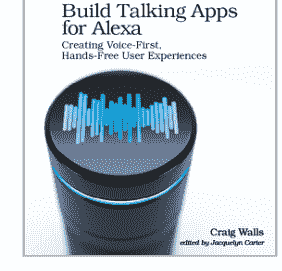 Build Talking Apps
for Alexa
Creating Voice-First,
Hands-Free User Experiences
Craig Walls
edited by Jacquelyn Carter